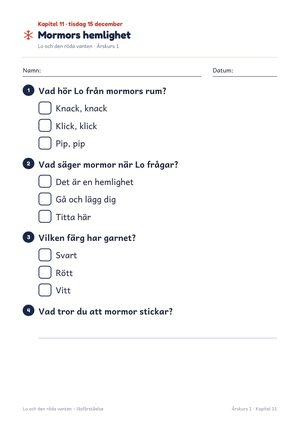 Kapitel 11 · tisdag 15 december
Mormors hemlighet
Lo och den röda vanten · Årskurs 1
Namn:
Datum:
1 Vad hör Lo från mormors rum?
Knack, knack
Klick, klick
Pip, pip
2 Vad säger mormor när Lo frågar?
Det är en hemlighet
Gå och lägg dig
Titta här
3 Vilken färg har garnet?
Svart
Rött
Vitt
4 Vad tror du att mormor stickar?
Lo och den röda vanten – läsförståelse
Årskurs 1 · Kapitel 11